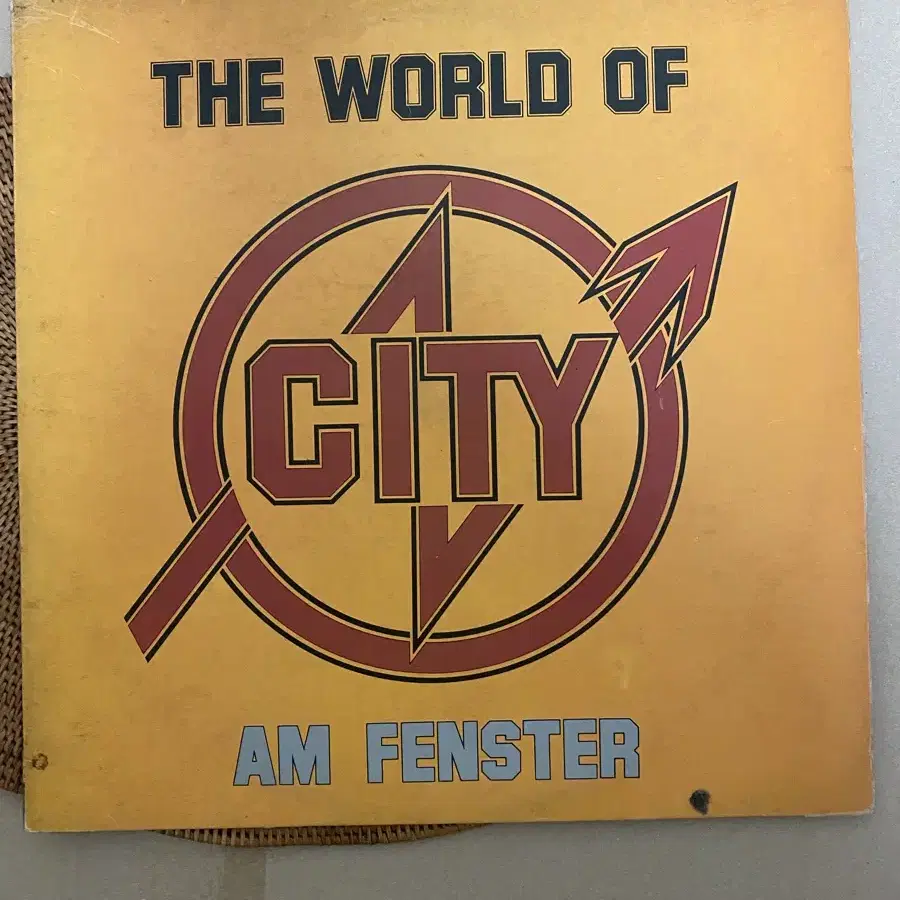 THE WORLD OF
CITY
AM FENSTER